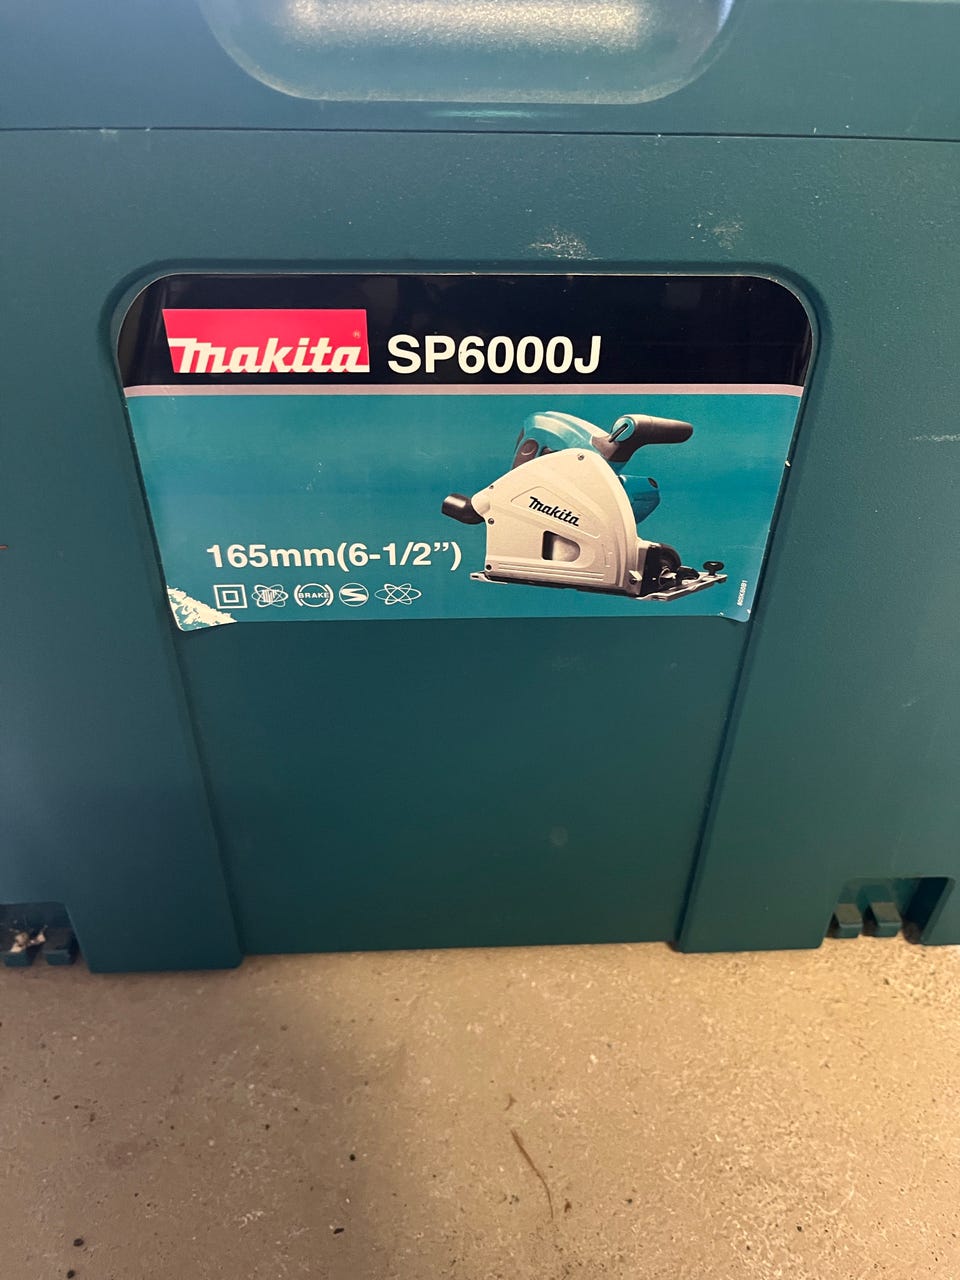 Makita® SP6000J
Makita
165mm(6-1/2”)
BRAKE